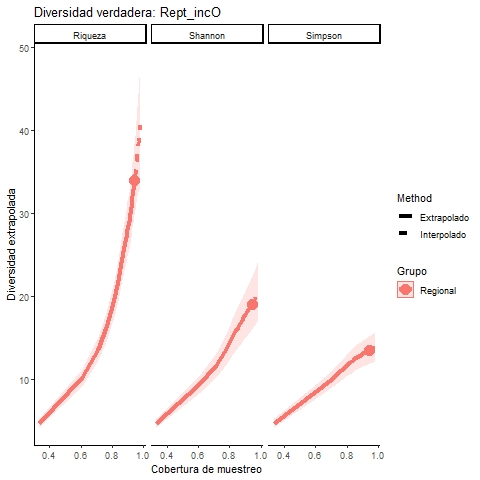 Diversidad verdadera: Rept_incO
Riqueza
Shannon
Simpson
Diversidad extrapolada
50
40
30
20
10
0.4 0.6 0.8 1.0
0.4 0.6 0.8 1.0
0.4 0.6 0.8 1.0
Cobertura de muestreo
Method
Extrapolado
Interpolado
Grupo
Regional